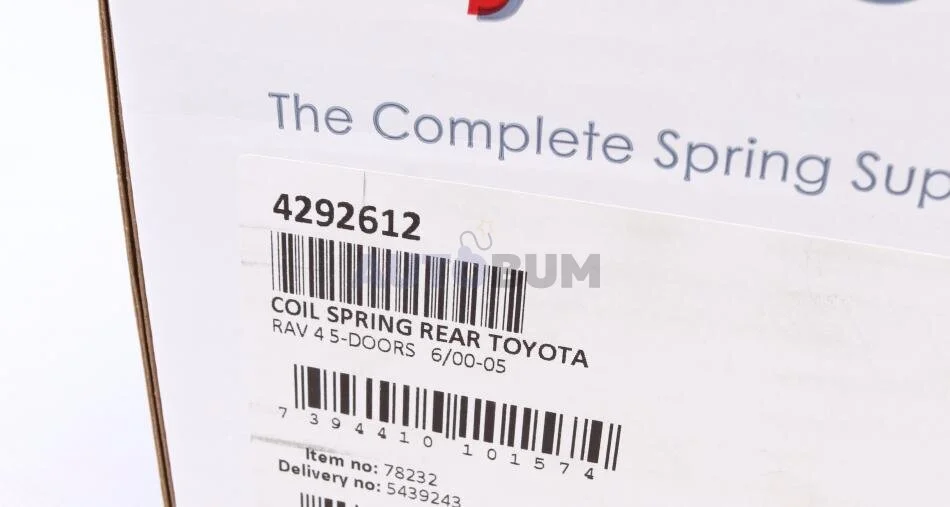 The Complete Spring
4292612
AUTOBUM
COIL SPRING REAR TOYOTA
RAV 4 5-DOORS 6/00-05
7 394410 101574
Item no: 78232
Delivery no: 5439243